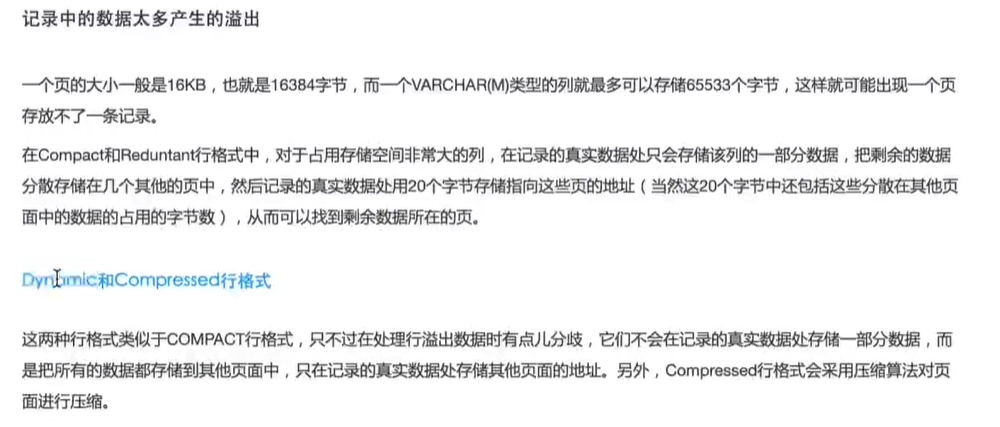 记录中的数据太多产生的溢出
一个页的大小一般是16KB，也就是16384字节，而一个VARCHAR(M)类型的列就最多可以存储65533个字节，这样就可能出现一个页
存放不了一条记录。
在Compact和Reduntant行格式中，对于占用存储空间非常大的列，在记录的真实数据处只会存储该列的一部分数据，把剩余的数据
分散存储在几个其他的页中，然后记录的真实数据处用20个字节存储指向这些页的地址（当然这20个字节中还包括这些分散在其他页
面中的数据的占用的字节数），从而可以找到剩余数据所在的页。
Dynamic和Compressed行格式
这两种行格式类似于COMPACT行格式，只不过在处理行溢出数据时有点儿分歧，它们不会在记录的真实数据处存储一部分数据，而
是把所有的数据都存储到其他页面中，只在记录的真实数据处存储其他页面的地址。另外，Compressed行格式会采用压缩算法对页
面进行压缩。